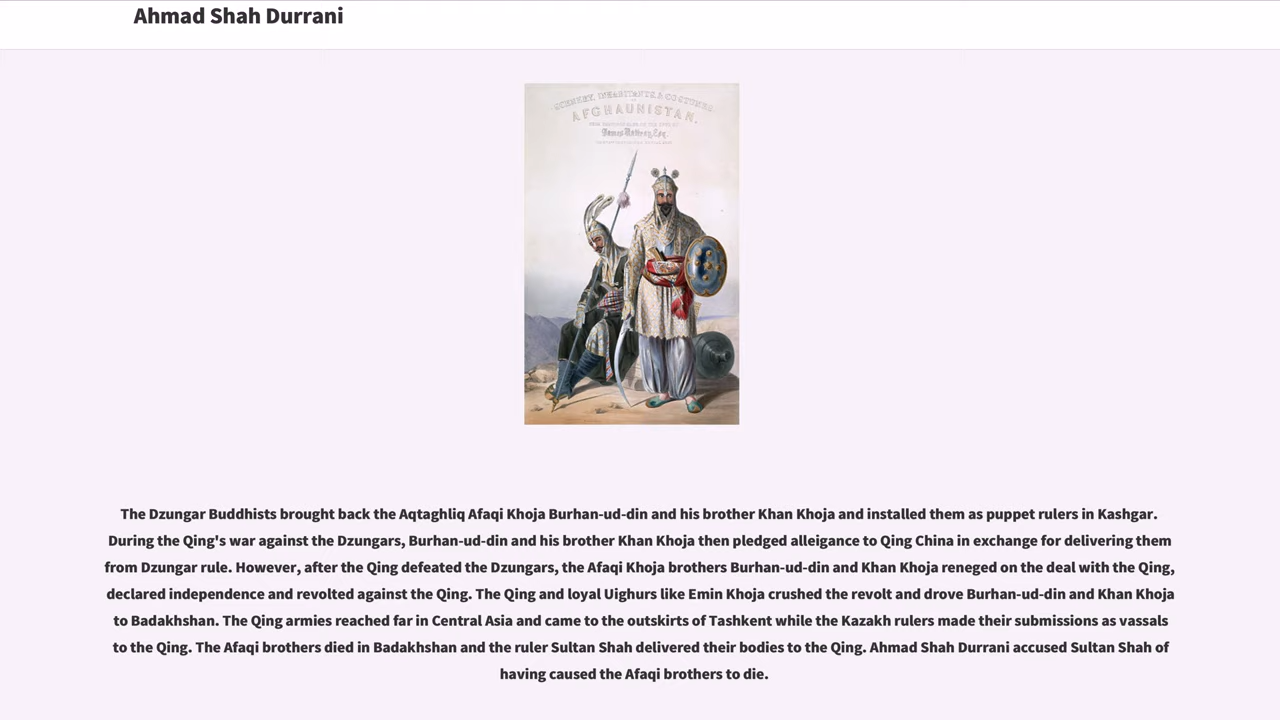 Ahmad Shah Durrani
SCENERY, INHABITANTS, & COSTUMES,
AFGHAUNISTAN.
The Dzungar Buddhists brought back the Aqtaghliq Afaqi Khoja Burhan-ud-din and his brother Khan Khoja and installed them as puppet rulers in Kashgar.
During the Qing's war against the Dzungars, Burhan-ud-din and his brother Khan Khoja then pledged alleigance to Qing China in exchange for delivering them
from Dzungar rule. However, after the Qing defeated the Dzungars, the Afaqi Khoja brothers Burhan-ud-din and Khan Khoja reneged on the deal with the Qing,
declared independence and revolted against the Qing. The Qing and loyal Uighurs like Emin Khoja crushed the revolt and drove Burhan-ud-din and Khan Khoja
to Badakhshan. The Qing armies reached far in Central Asia and came to the outskirts of Tashkent while the Kazakh rulers made their submissions as vassals
to the Qing. The Afaqi brothers died in Badakhshan and the ruler Sultan Shah delivered their bodies to the Qing. Ahmad Shah Durrani accused Sultan Shah of
having caused the Afaqi brothers to die.